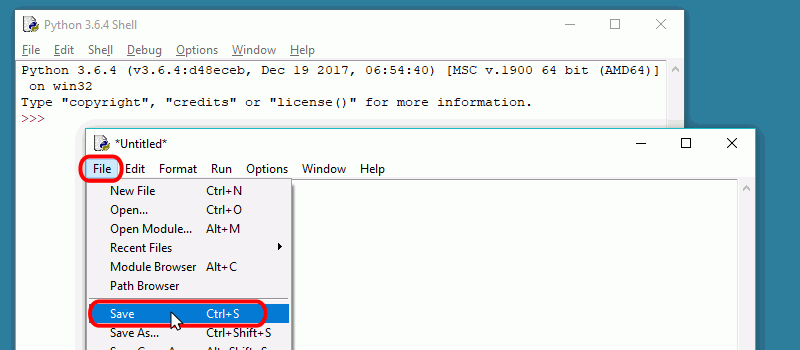 Python 3.6.4 Shell
File Edit Shell Debug Options Window Help
Python 3.6.4 (v3.6.4:d48eceb, Dec 19 2017, 06:54:40) [MSC v.1900 64 bit (AMD64)]
on win32
Type "copyright", "credits" or "license()" for more information.
>>>
*Untitled*
File Edit Format Run Options Window Help
New File Ctrl+N
Open... Ctrl+O
Open Module... Alt+M
Recent Files
Module Browser Alt+C
Path Browser
Save Ctrl+S
Save As... Ctrl+Shift+S